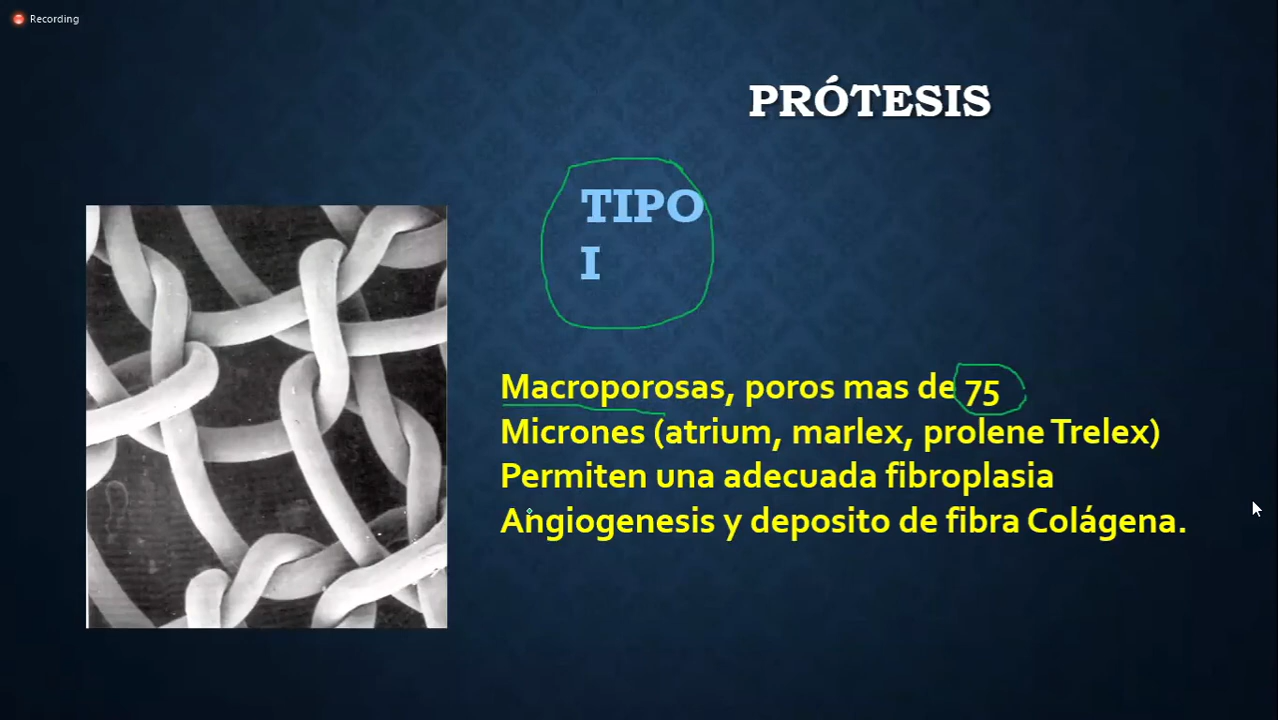 Recording
PRÓTESIS
TIPO
I
Macroporosas, poros mas de 75
Micrones (atrium, marlex, prolene Trelex)
Permiten una adecuada fibroplasia
Angiogenesis y deposito de fibra Colágena.